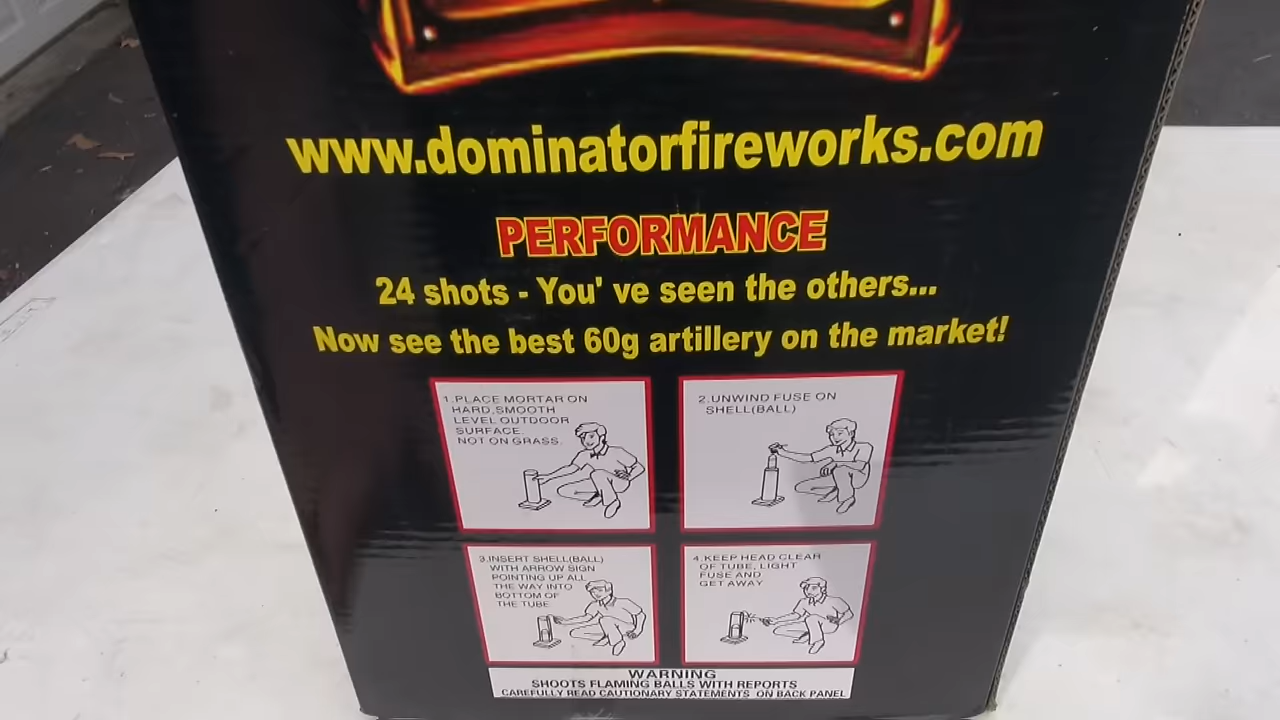 www.dominatorfireworks.com
PERFORMANCE
24 shots - You' ve seen the others...
Now see the best 60g artillery on the market!
1.PLACE MORTAR ON
HARD,SMOOTH
LEVEL OUTDOOR
SURFACE.
NOT ON GRASS.
2.UNWIND FUSE ON
SHELL(BALL)
3.INSERT SHELL(BALL)
WITH ARROW SIGN
POINTING UP ALL
THE WAY INTO
BOTTOM OF
THE TUBE
4.KEEP HEAD CLEAR
OF TUBE, LIGHT
FUSE AND
GET AWAY
WARNING
SHOOTS FLAMING BALLS WITH REPORTS
CAREFULLY READ CAUTIONARY STATEMENTS ON BACK PANEL